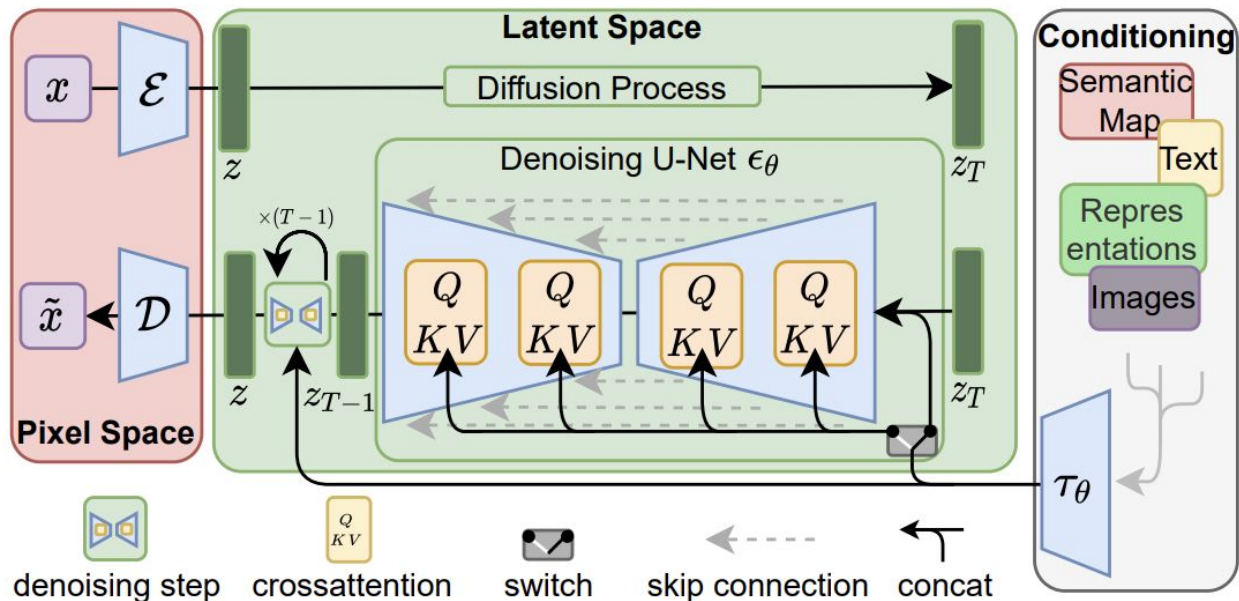 Latent Space
Conditioning
x
ℰ
Diffusion Process
Semantic
Map
Text
z
z_T
Denoising U-Net ϵ_θ
Repres
entations
Images
×(T−1)
x̃
𝒟
Q
KV
Q
KV
Q
KV
Q
KV
z
z_{T−1}
z_T
Pixel Space
τ_θ
Q
KV
denoising step
crossattention
switch
skip connection
concat